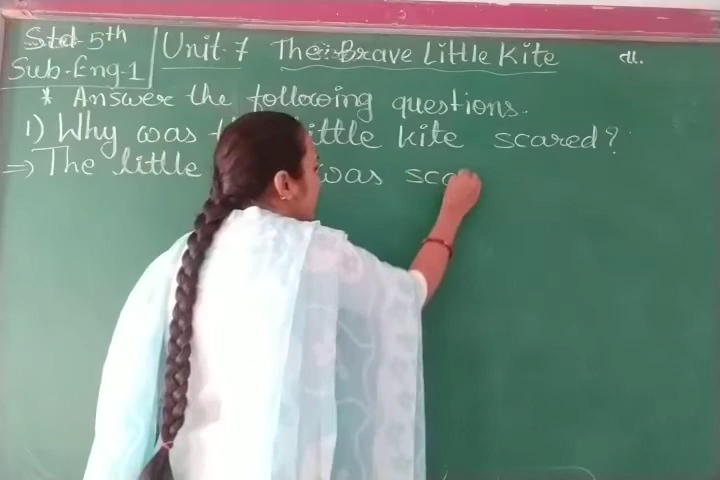 Std-5th
Sub-Eng-1
Unit-7 The Brave Little Kite
dt.
* Answer the following questions.
1) Why was the little kite scared?
=> The little was sca